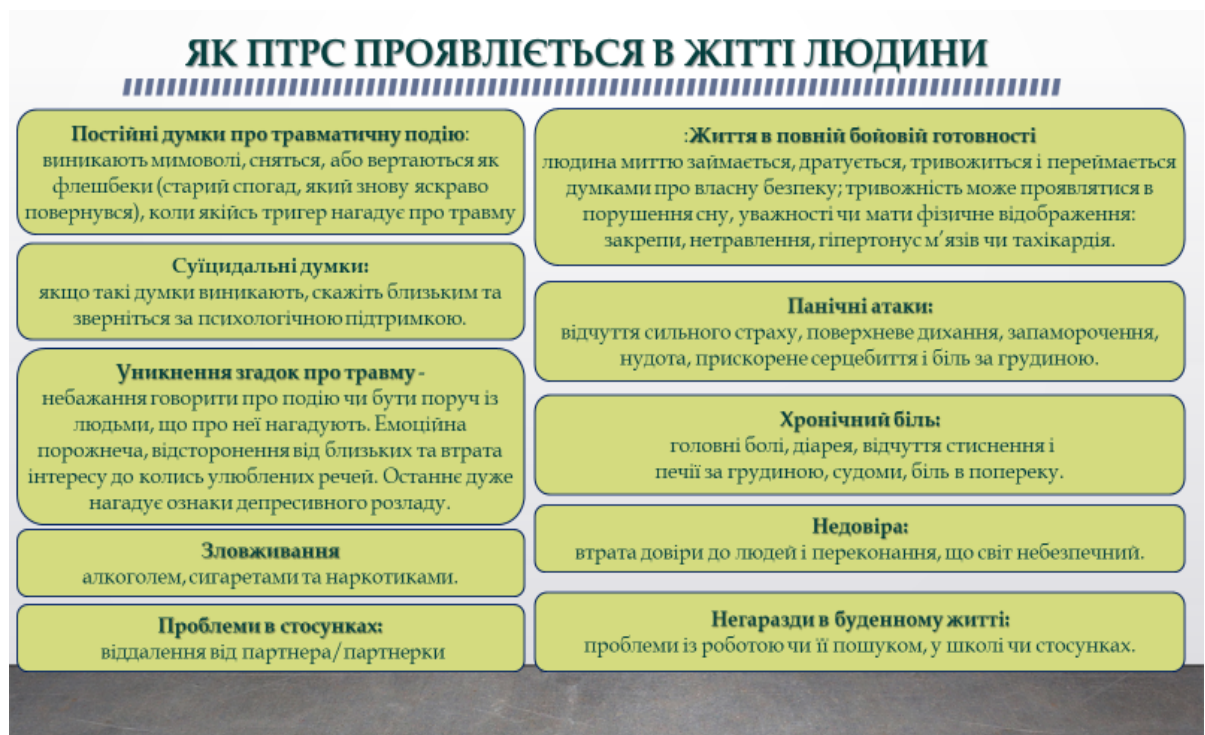 ЯК ПТРС ПРОЯВЛІЄТЬСЯ В ЖІТТІ ЛЮДИНИ
Постійні думки про травматичну подію:
виникають мимоволі, сняться, або вертаються як
флешбеки (старий спогад, який знову яскраво
повернувся), коли якійсь тригер нагадує про травму
Суїцидальні думки:
якщо такі думки виникають, скажіть близьким та
зверніться за психологічною підтримкою.
Уникнення згадок про травму -
небажання говорити про подію чи бути поруч із
людьми, що про неї нагадують. Емоційна
порожнеча, відсторонення від близьких та втрата
інтересу до колись улюблених речей. Останнє дуже
нагадує ознаки депресивного розладу.
Зловживання
алкоголем, сигаретами та наркотиками.
Проблеми в стосунках:
віддалення від партнера/партнерки
:Життя в повній бойовій готовності
людина миттю займається, дратується, тривожиться і переймається
думками про власну безпеку; тривожність може проявлятися в
порушення сну, уважності чи мати фізичне відображення:
закрепи, нетравлення, гіпертонус м’язів чи тахікардія.
Панічні атаки:
відчуття сильного страху, поверхневе дихання, запаморочення,
нудота, прискорене серцебиття і біль за грудиною.
Хронічний біль:
головні болі, діарея, відчуття стиснення і
печії за грудиною, судоми, біль в попереку.
Недовіра:
втрата довіри до людей і переконання, що світ небезпечний.
Негаразди в буденному житті:
проблеми із роботою чи її пошуком, у школі чи стосунках.